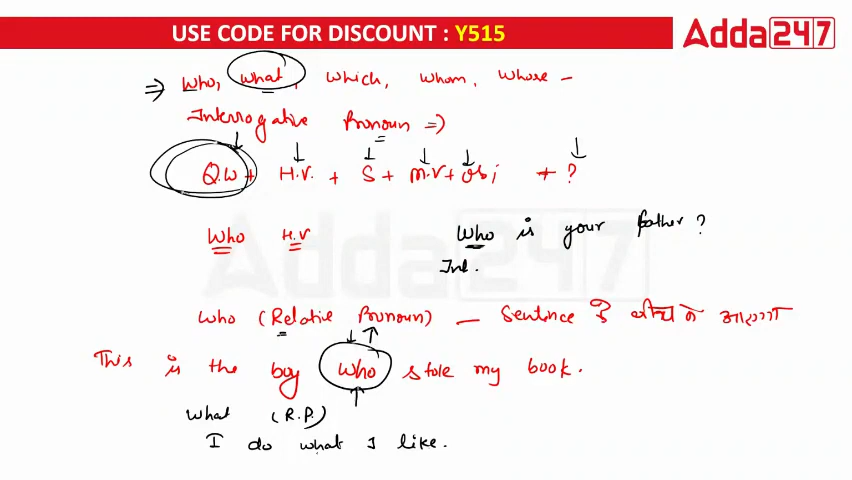 USE CODE FOR DISCOUNT : Y515
Adda247
⇒ Who, what, which, whom, whose –
Interrogative Pronoun ⇒
Q.W + H.V. + S + M.V + obj + ?
Who H.V
Who is your father ?
Int.
Who (Relative Pronoun) – Sentence के बीच में आएगा
This is the boy who stole my book.
What (R.P.)
I do what I like.
Adda247